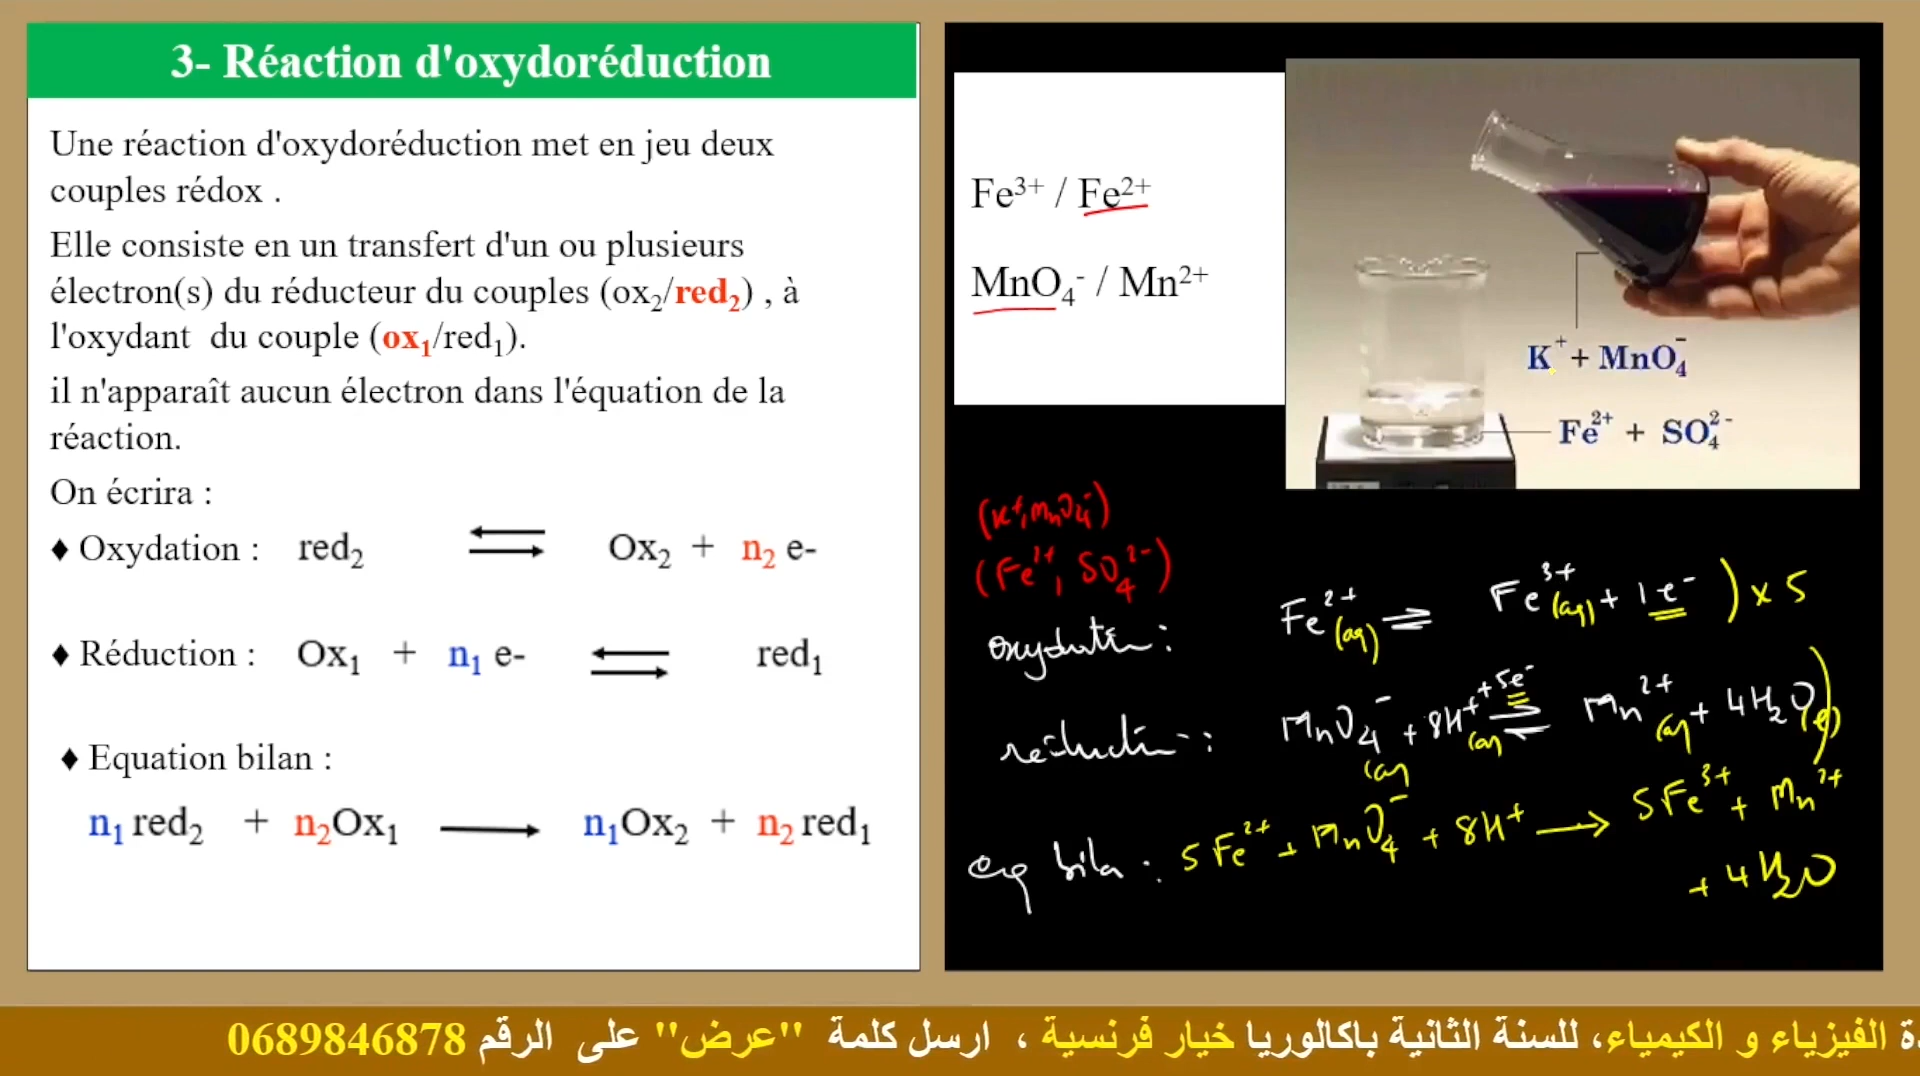 3- Réaction d'oxydoréduction
Une réaction d'oxydoréduction met en jeu deux
couples rédox .
Elle consiste en un transfert d'un ou plusieurs
électron(s) du réducteur du couples (ox₂/red₂) , à
l'oxydant du couple (ox₁/red₁).
il n'apparaît aucun électron dans l'équation de la
réaction.
On écrira :
♦ Oxydation : red₂ ⇌ Ox₂ + n₂ e-
♦ Réduction : Ox₁ + n₁ e- ⇌ red₁
♦ Equation bilan :
n₁ red₂ + n₂Ox₁ ⟶ n₁Ox₂ + n₂ red₁
Fe³⁺ / Fe²⁺
MnO₄⁻ / Mn²⁺
K⁺ + MnO₄⁻
Fe²⁺ + SO₄²⁻
(K⁺, MnO₄⁻)
(Fe²⁺, SO₄²⁻)
oxydation : Fe²⁺(aq) ⇌ Fe³⁺(aq) + 1e⁻ ) x 5
réduction : MnO₄⁻(aq) + 8H⁺(aq) + 5e⁻ ⇌ Mn²⁺(aq) + 4H₂O(l) )
eq bila : 5Fe²⁺ + MnO₄⁻ + 8H⁺ ⟶ 5Fe³⁺ + Mn²⁺
+ 4H₂O
دة الفيزياء و الكيمياء، للسنة الثانية باكالوريا خيار فرنسية ، ارسل كلمة "عرض" على الرقم 0689846878